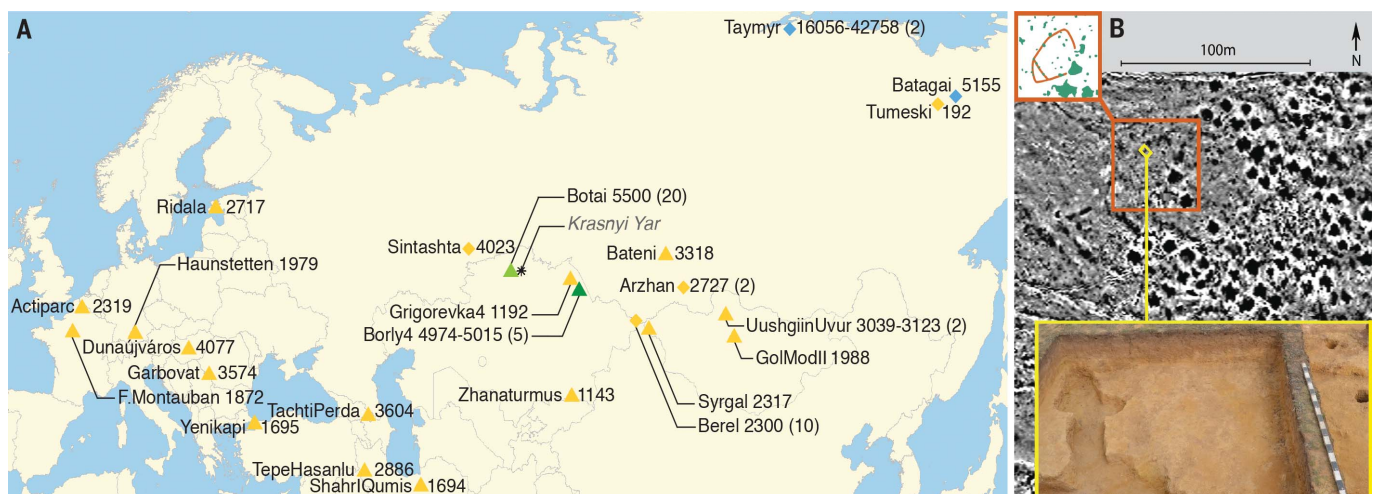 A
Taymyr 16056-42758 (2)
Batagai 5155
Tumeski 192
Botai 5500 (20)
Krasnyi Yar
Ridala 2717
Sintashta 4023
Bateni 3318
Haunstetten 1979
Arzhan 2727 (2)
Actiparc 2319
Grigorevka4 1192
Borly4 4974-5015 (5)
UushgiinUvur 3039-3123 (2)
Dunaújváros 4077
GolModII 1988
Garbovat 3574
F.Montauban 1872
Zhanaturmus 1143
Syrgal 2317
TachtiPerda 3604
Yenikapi 1695
Berel 2300 (10)
TepeHasanlu 2886
ShahrIQumis 1694
B
100m
N